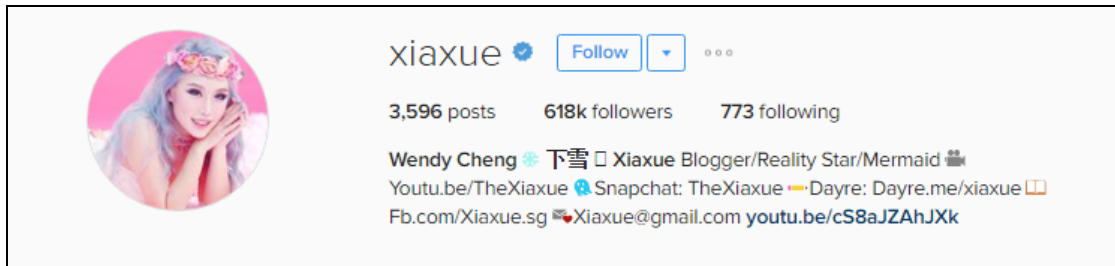 xiaxue Follow
3,596 posts 618k followers 773 following
Wendy Cheng 下雪 Xiaxue Blogger/Reality Star/Mermaid
Youtu.be/TheXiaxue Snapchat: TheXiaxue Dayre: Dayre.me/xiaxue
Fb.com/Xiaxue.sg Xiaxue@gmail.com youtu.be/cS8aJZAhJXk